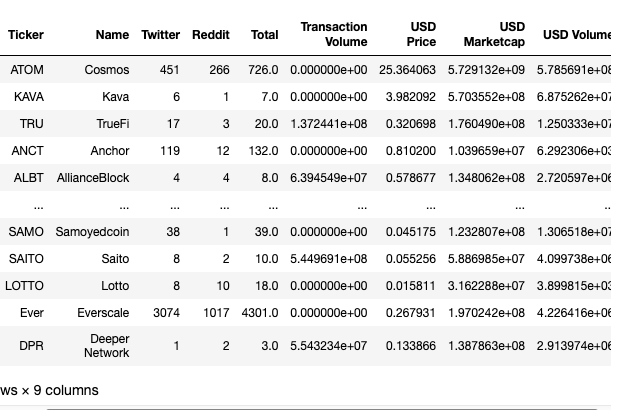 Ticker Name Twitter Reddit Total Transaction Volume USD Price USD Marketcap USD Volume
ATOM Cosmos 451 266 726.0 0.000000e+00 25.364063 5.729132e+09 5.785691e+08
KAVA Kava 6 1 7.0 0.000000e+00 3.982092 5.703552e+08 6.875262e+07
TRU TrueFi 17 3 20.0 1.372441e+08 0.320698 1.760490e+08 1.250333e+07
ANCT Anchor 119 12 132.0 0.000000e+00 0.810200 1.039659e+07 6.292306e+03
ALBT AllianceBlock 4 4 8.0 6.394549e+07 0.578677 1.348062e+08 2.720597e+06
... ... ... ... ... ... ... ... ...
SAMO Samoyedcoin 38 1 39.0 0.000000e+00 0.045175 1.232807e+08 1.306518e+07
SAITO Saito 8 2 10.0 5.449691e+08 0.055256 5.886985e+07 4.099738e+06
LOTTO Lotto 8 10 18.0 0.000000e+00 0.015811 3.162288e+07 3.899815e+03
Ever Everscale 3074 1017 4301.0 0.000000e+00 0.267931 1.970242e+08 4.226416e+06
DPR Deeper Network 1 2 3.0 5.543234e+07 0.133866 1.387863e+08 2.913974e+06
ws × 9 columns